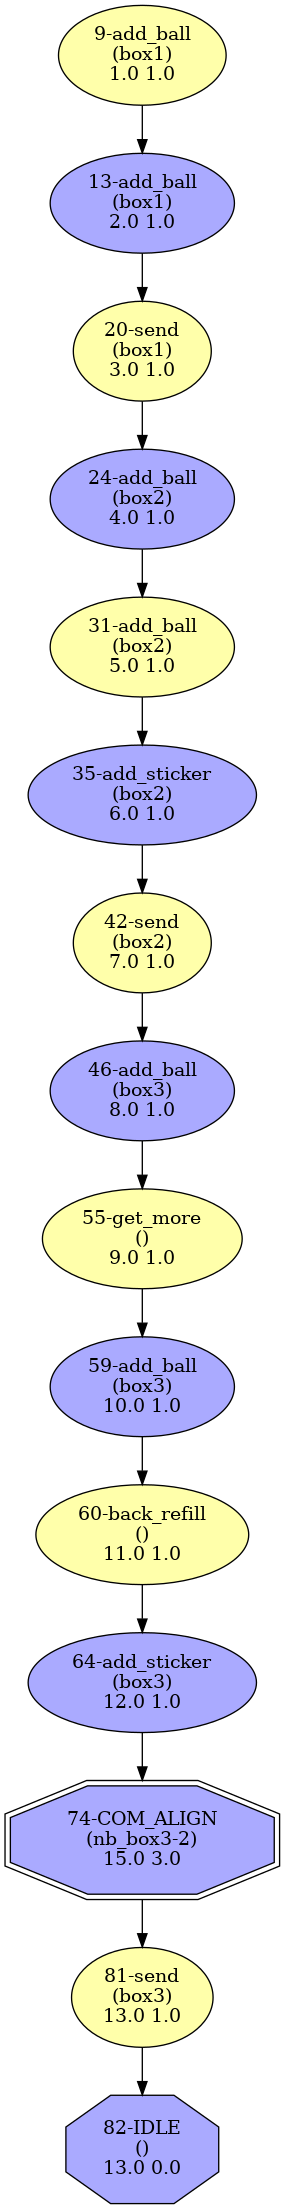 9-add_ball
(box1)
1.0 1.0
13-add_ball
(box1)
2.0 1.0
20-send
(box1)
3.0 1.0
24-add_ball
(box2)
4.0 1.0
31-add_ball
(box2)
5.0 1.0
35-add_sticker
(box2)
6.0 1.0
42-send
(box2)
7.0 1.0
46-add_ball
(box3)
8.0 1.0
55-get_more
()
9.0 1.0
59-add_ball
(box3)
10.0 1.0
60-back_refill
()
11.0 1.0
64-add_sticker
(box3)
12.0 1.0
74-COM_ALIGN
(nb_box3-2)
15.0 3.0
81-send
(box3)
13.0 1.0
82-IDLE
()
13.0 0.0